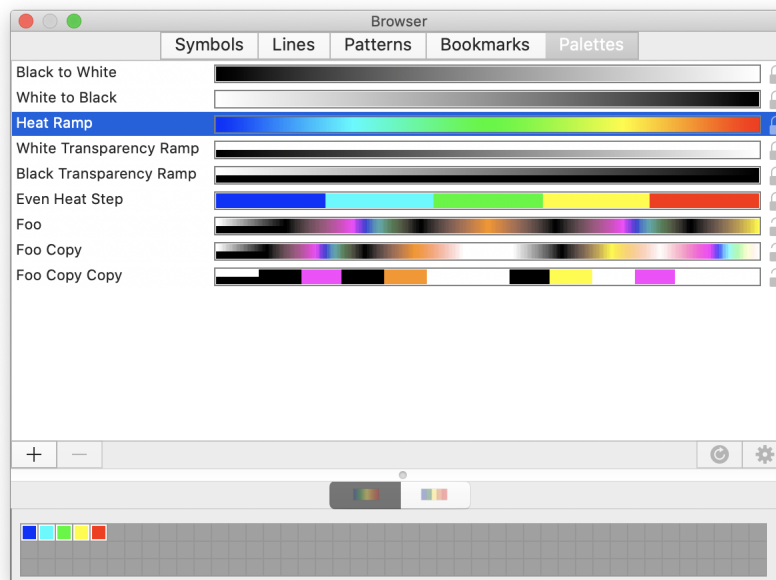 Browser
Symbols Lines Patterns Bookmarks Palettes
Black to White
White to Black
Heat Ramp
White Transparency Ramp
Black Transparency Ramp
Even Heat Step
Foo
Foo Copy
Foo Copy Copy